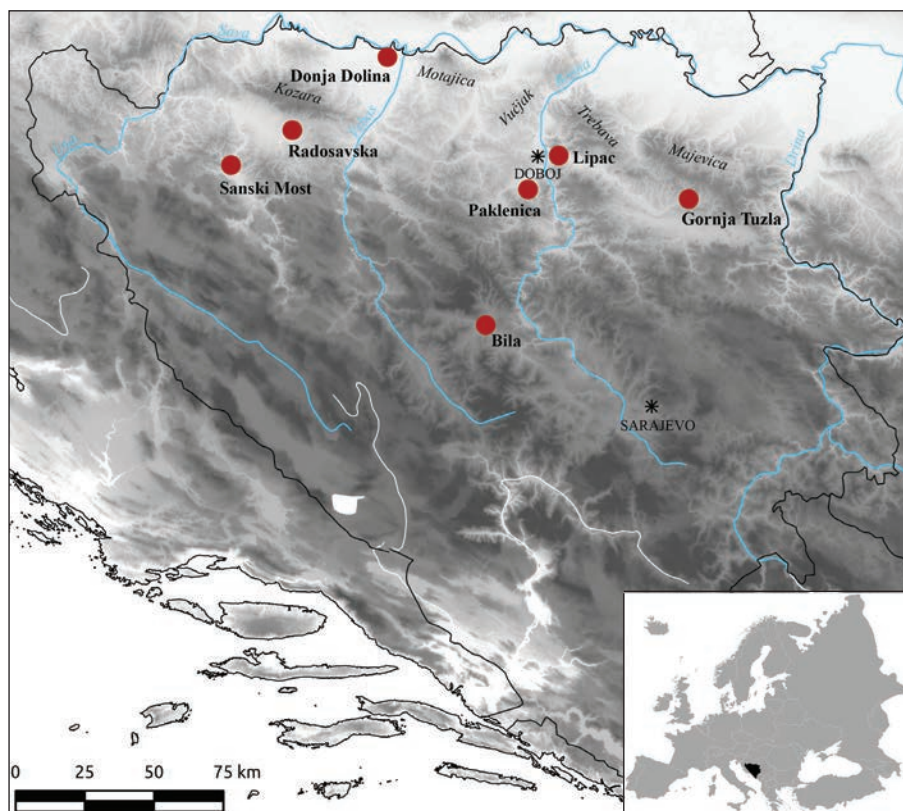 Sava
Donja Dolina
Motajica
Bosna
Kozara
Vučjak
Vrbas
Trebava
Drina
Una
Radosavska
Lipac
Majevica
DOBOJ
Sanski Most
Paklenica
Gornja Tuzla
Bila
SARAJEVO
0 25 50 75 km